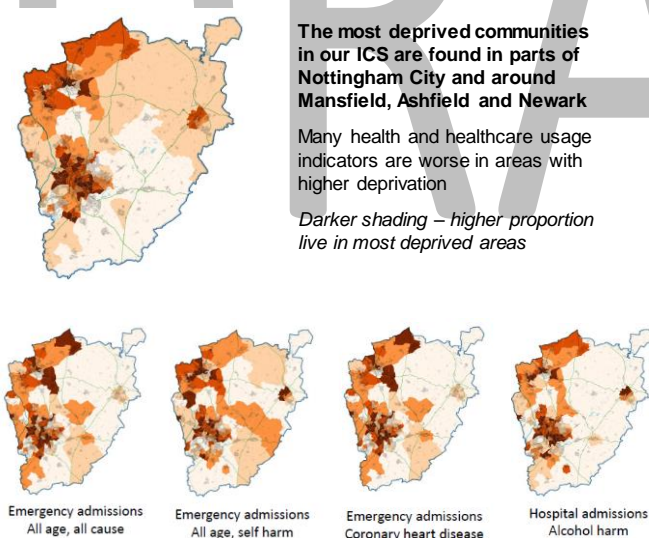 The most deprived communities
in our ICS are found in parts of
Nottingham City and around
Mansfield, Ashfield and Newark
Many health and healthcare usage
indicators are worse in areas with
higher deprivation
Darker shading – higher proportion
live in most deprived areas
Emergency admissions
All age, all cause
Emergency admissions
All age, self harm
Emergency admissions
Coronary heart disease
Hospital admissions
Alcohol harm